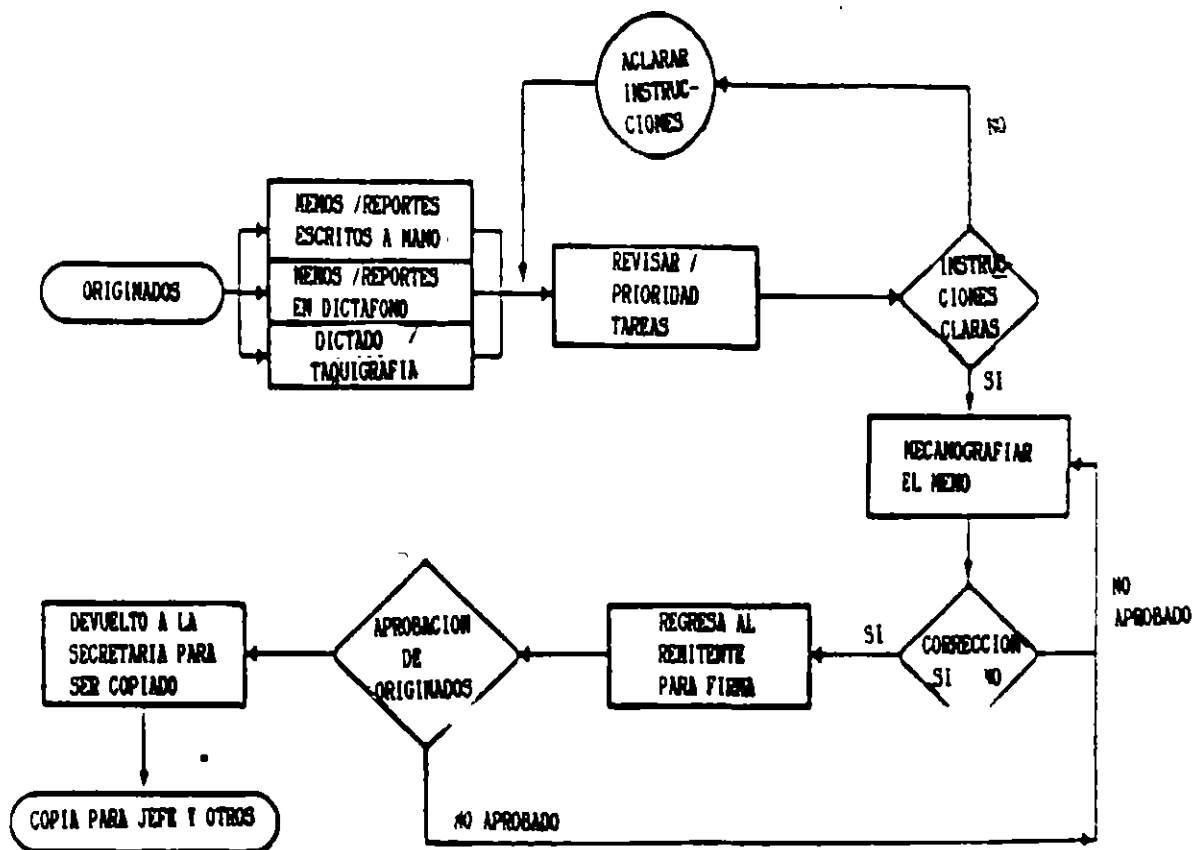 ACLARAR
INSTRUC-
CIONES
NO
MEMOS /REPORTES
ESCRITOS A MANO
ORIGINADOS
MEMOS /REPORTES
EN DICTAFONO
DICTADO /
TAQUIGRAFIA
REVISAR /
PRIORIDAD
TAREAS
INSTRUC-
CIONES
CLARAS
SI
MECANOGRAFIAR
EL MEMO
NO
APROBADO
CORRECCION
SI NO
SI
REGRESA AL
REMITENTE
PARA FIRMA
APROBACION
DE
ORIGINADOS
DEVUELTO A LA
SECRETARIA PARA
SER COPIADO
NO APROBADO
COPIA PARA JEFE Y OTROS